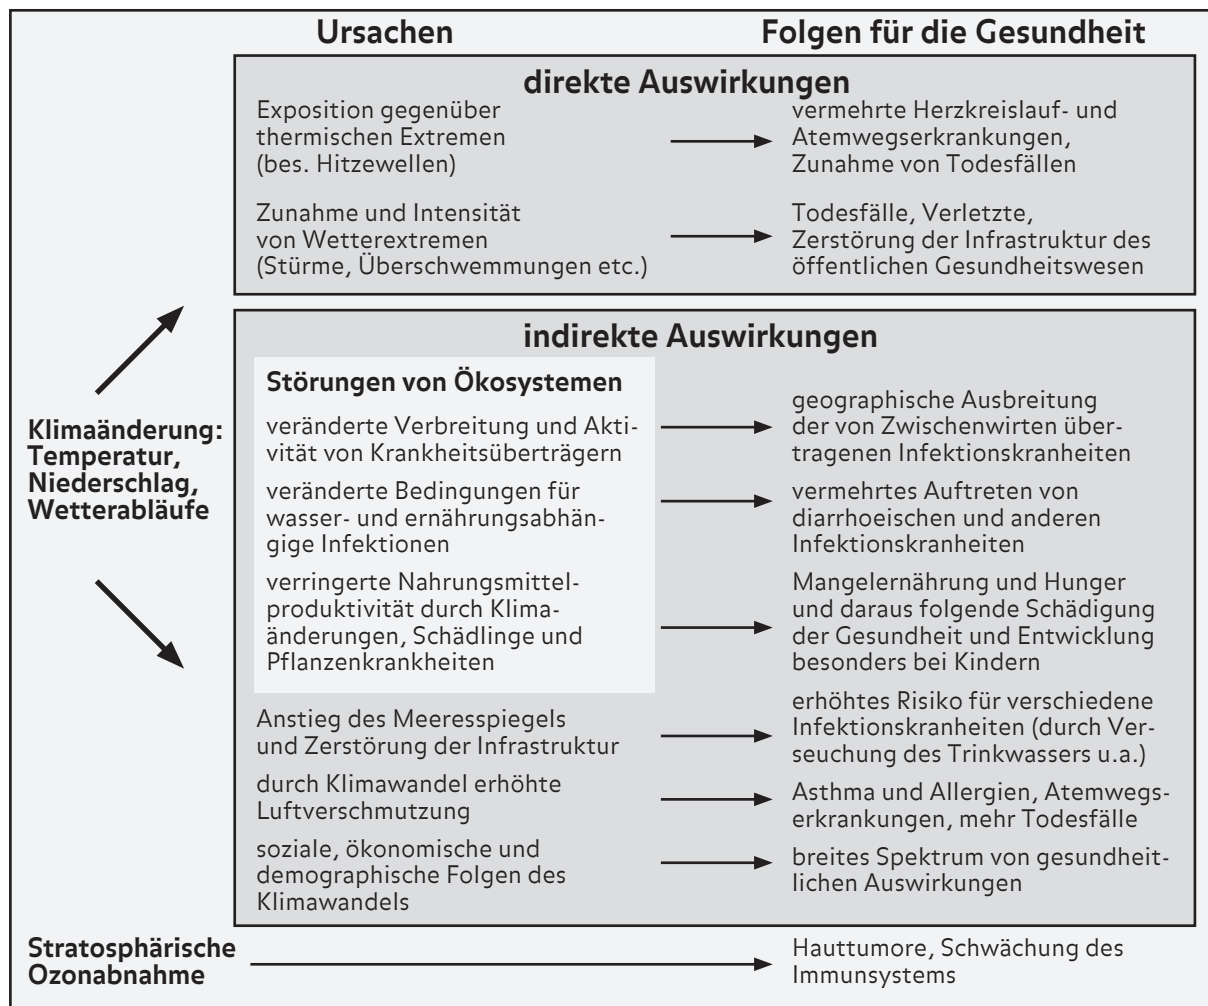 Ursachen
Folgen für die Gesundheit
direkte Auswirkungen
Exposition gegenüber
thermischen Extremen
(bes. Hitzewellen)
vermehrte Herzkreislauf- und
Atemwegserkrankungen,
Zunahme von Todesfällen
Zunahme und Intensität
von Wetterextremen
(Stürme, Überschwemmungen etc.)
Todesfälle, Verletzte,
Zerstörung der Infrastruktur des
öffentlichen Gesundheitswesen
Klimaänderung:
Temperatur,
Niederschlag,
Wetterabläufe
indirekte Auswirkungen
Störungen von Ökosystemen
veränderte Verbreitung und Akti-
vität von Krankheitsüberträgern
geographische Ausbreitung
der von Zwischenwirten über-
tragenen Infektionskranheiten
veränderte Bedingungen für
wasser- und ernährungsabhän-
gige Infektionen
vermehrtes Auftreten von
diarrhoeischen und anderen
Infektionskranheiten
verringerte Nahrungsmittel-
produktivität durch Klima-
änderungen, Schädlinge und
Pflanzenkrankheiten
Mangelernährung und Hunger
und daraus folgende Schädigung
der Gesundheit und Entwicklung
besonders bei Kindern
Anstieg des Meeresspiegels
und Zerstörung der Infrastruktur
erhöhtes Risiko für verschiedene
Infektionskranheiten (durch Ver-
seuchung des Trinkwassers u.a.)
durch Klimawandel erhöhte
Luftverschmutzung
Asthma und Allergien, Atemwegs-
erkrankungen, mehr Todesfälle
soziale, ökonomische und
demographische Folgen des
Klimawandels
breites Spektrum von gesundheit-
lichen Auswirkungen
Stratosphärische
Ozonabnahme
Hauttumore, Schwächung des
Immunsystems